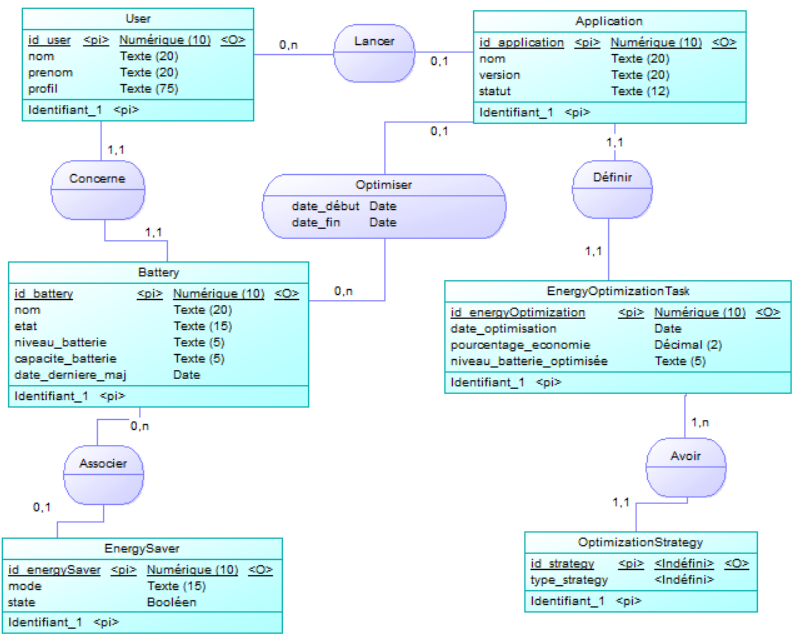 User
id_user <pi> Numérique (10) <O>
nom Texte (20)
prenom Texte (20)
profil Texte (75)
Identifiant_1 <pi>
0,n
Lancer
0,1
Application
id_application <pi> Numérique (10) <O>
nom Texte (20)
version Texte (20)
statut Texte (12)
Identifiant_1 <pi>
1,1
Concerne
1,1
0,1
Optimiser
date_début Date
date_fin Date
0,n
1,1
Définir
1,1
Battery
id_battery <pi> Numérique (10) <O>
nom Texte (20)
etat Texte (15)
niveau_batterie Texte (5)
capacite_batterie Texte (5)
date_derniere_maj Date
Identifiant_1 <pi>
EnergyOptimizationTask
id_energyOptimization <pi> Numérique (10) <O>
date_optimisation Date
pourcentage_economie Décimal (2)
niveau_batterie_optimisée Texte (5)
Identifiant_1 <pi>
0,n
Associer
0,1
1,n
Avoir
1,1
EnergySaver
id_energySaver <pi> Numérique (10) <O>
mode Texte (15)
state Booléen
Identifiant_1 <pi>
OptimizationStrategy
id_strategy <pi> <Indéfini> <O>
type_strategy <Indéfini>
Identifiant_1 <pi>